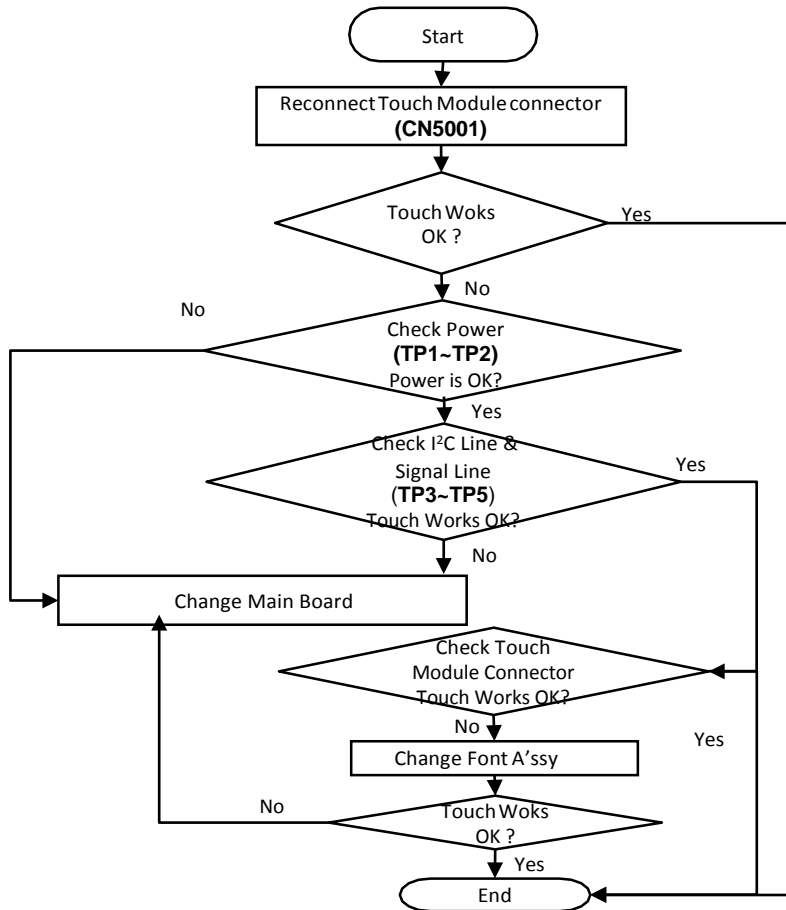 Start
Reconnect Touch Module connector
(CN5001)
Touch Woks
OK ?
Yes
No
No
Check Power
(TP1~TP2)
Power is OK?
Yes
Check I²C Line &
Signal Line
(TP3~TP5)
Touch Works OK?
Yes
No
Change Main Board
Check Touch
Module Connector
Touch Works OK?
No
Yes
Change Font A'ssy
No
Touch Woks
OK ?
Yes
End